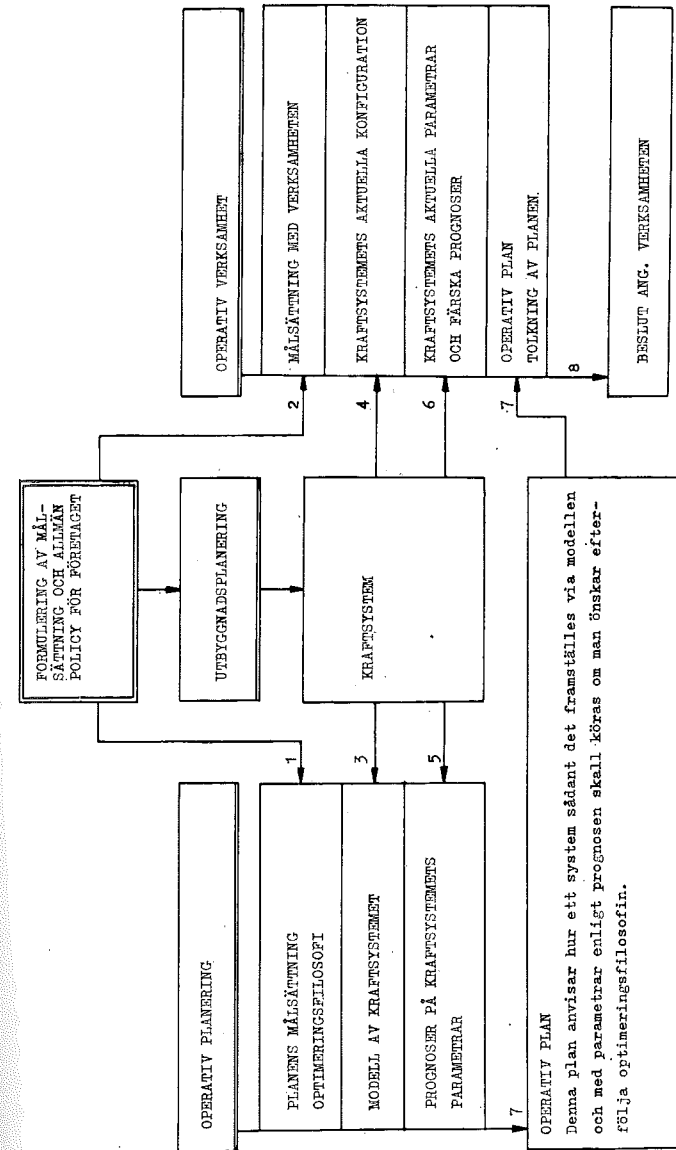 FORMULERING AV MÅL-
SÄTTNING OCH ALLMÄN
POLICY FÖR FÖRETAGET
OPERATIV PLANERING
UTBYGGNADSPLANERING
OPERATIV VERKSAMHET
1
2
PLANENS MÅLSÄTTNING
OPTIMERINGSFILOSOFI
MÅLSÄTTNING MED VERKSAMHETEN
3
4
MODELL AV KRAFTSYSTEMET
KRAFTSYSTEM
KRAFTSYSTEMETS AKTUELLA KONFIGURATION
5
6
PROGNOSER PÅ KRAFTSYSTEMETS
PARAMETRAR
KRAFTSYSTEMETS AKTUELLA PARAMETRAR
OCH FÄRSKA PROGNOSER
7
7
OPERATIV PLAN
TOLKNING AV PLANEN.
8
OPERATIV PLAN
Denna plan anvisar hur ett system sådant det framställes via modellen
och med parametrar enligt prognosen skall köras om man önskar efter-
följa optimeringsfilosofin.
BESLUT ANG. VERKSAMHETEN